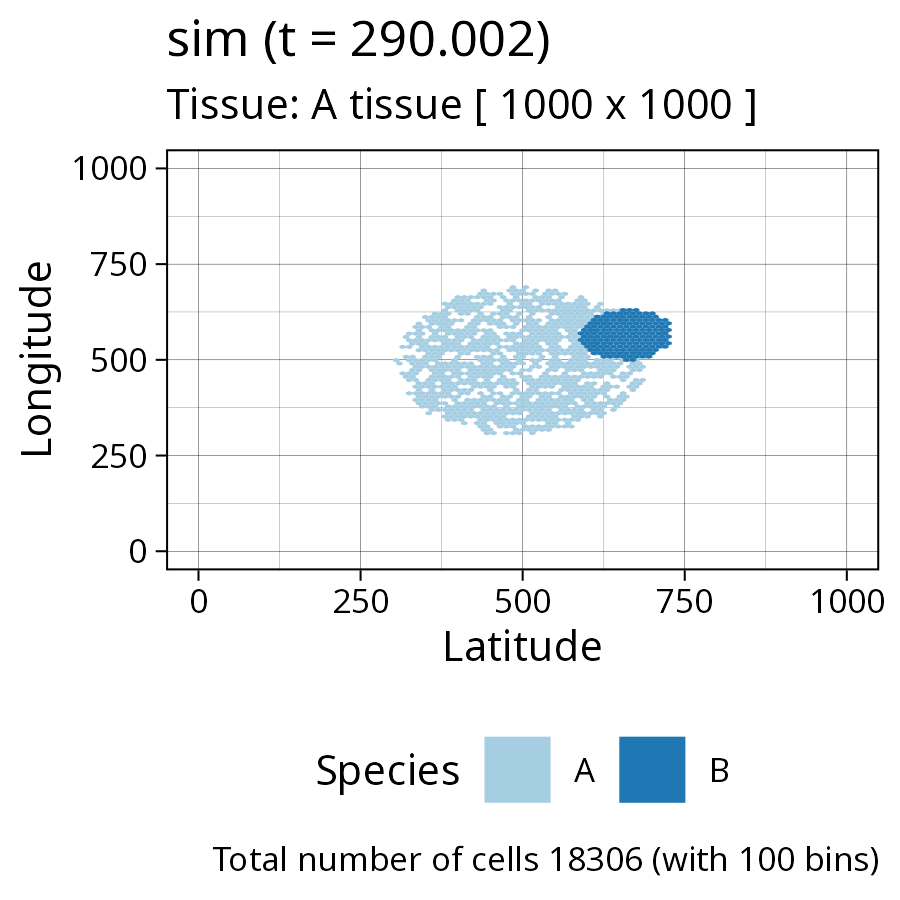 sim (t = 290.002)
Tissue: A tissue [ 1000 x 1000 ]
Longitude
1000
750
500
250
0
0 250 500 750 1000
Latitude
Species A B
Total number of cells 18306 (with 100 bins)